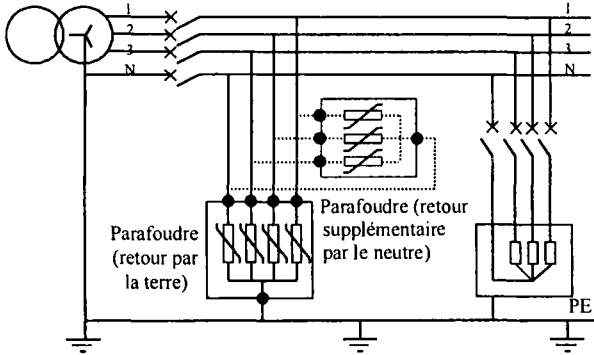 1 1
2 2
3 3
N N
Parafoudre (retour
supplémentaire
par le neutre)
Parafoudre
(retour par
la terre)
PE